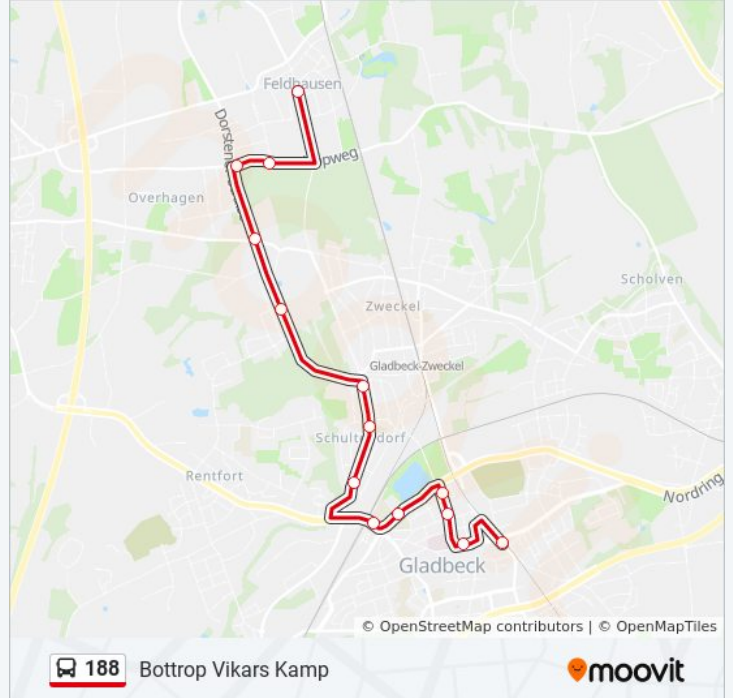 Feldhausen
pweg
Dorsten
Overhagen
Scholven
Zweckel
Gladbeck-Zweckel
Schultendorf
Rentfort
Nordring
Gladbeck
© OpenStreetMap contributors | © OpenMapTiles
188 Bottrop Vikars Kamp
moovit